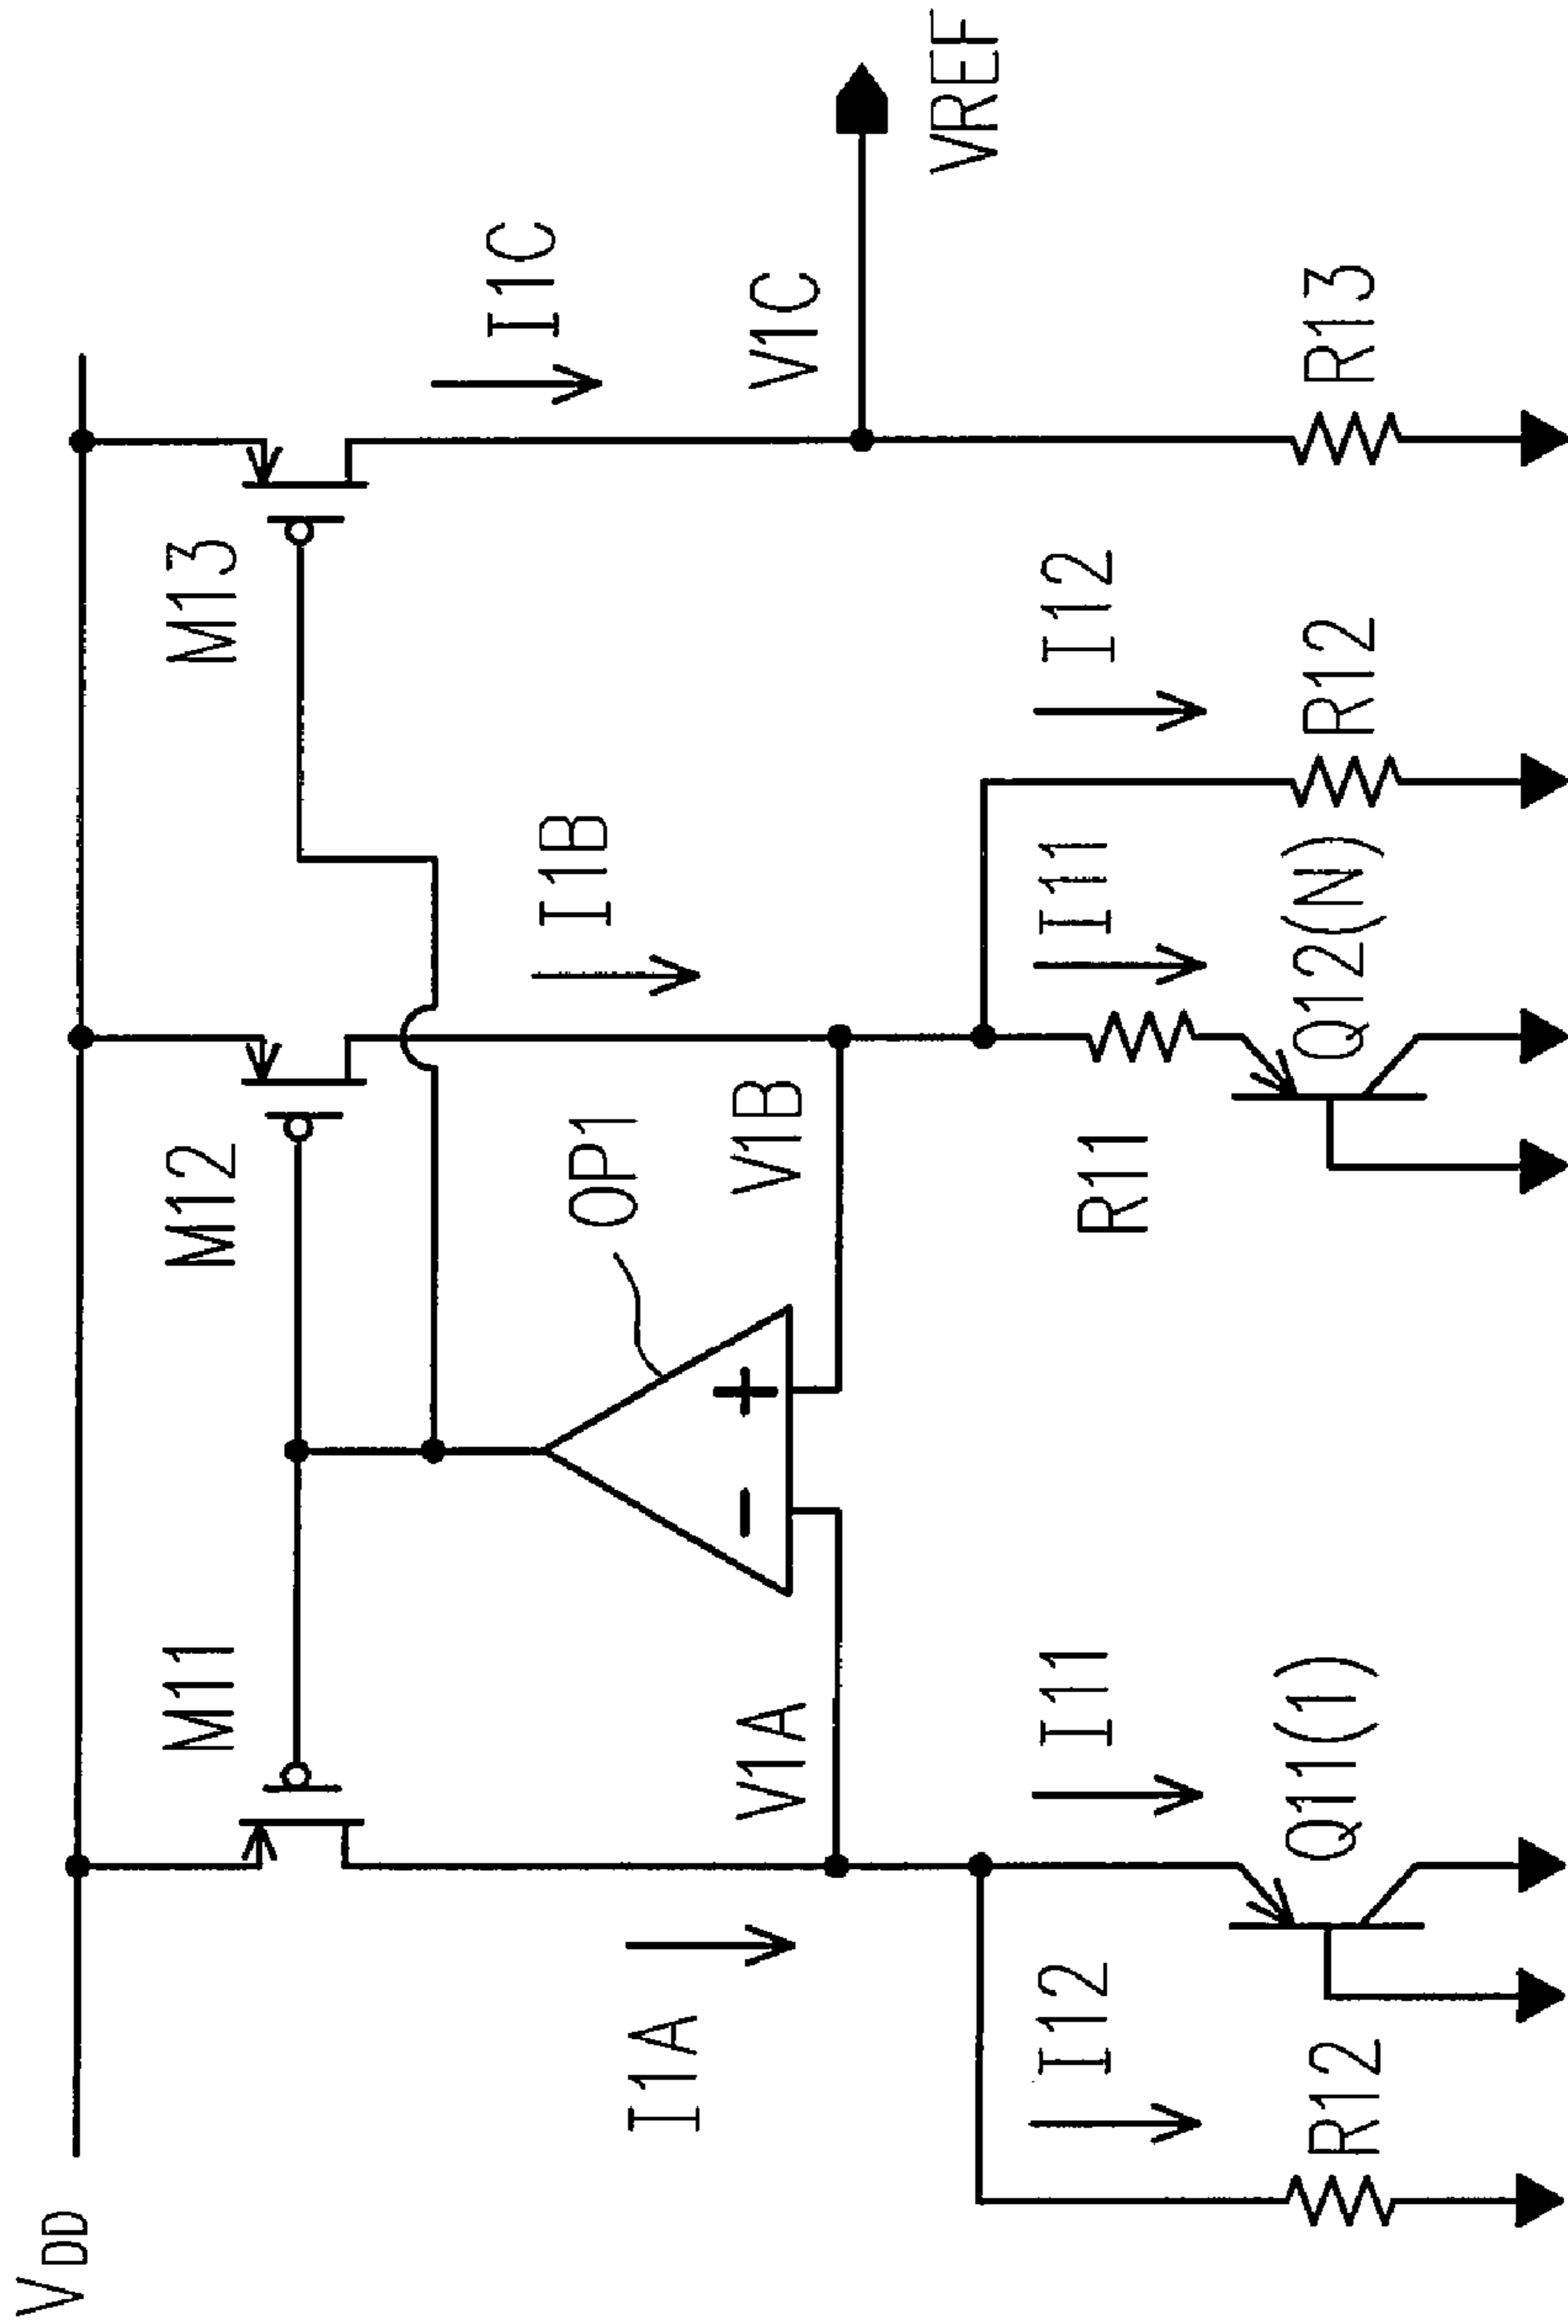 VDD
M11
M12
M13
I1A
OP1
I1B
I1C
V1A
V1B
V1C
VREF
-
+
I12
I11
R11
I11
I12
R12
Q11(1)
Q12(N)
R12
R13